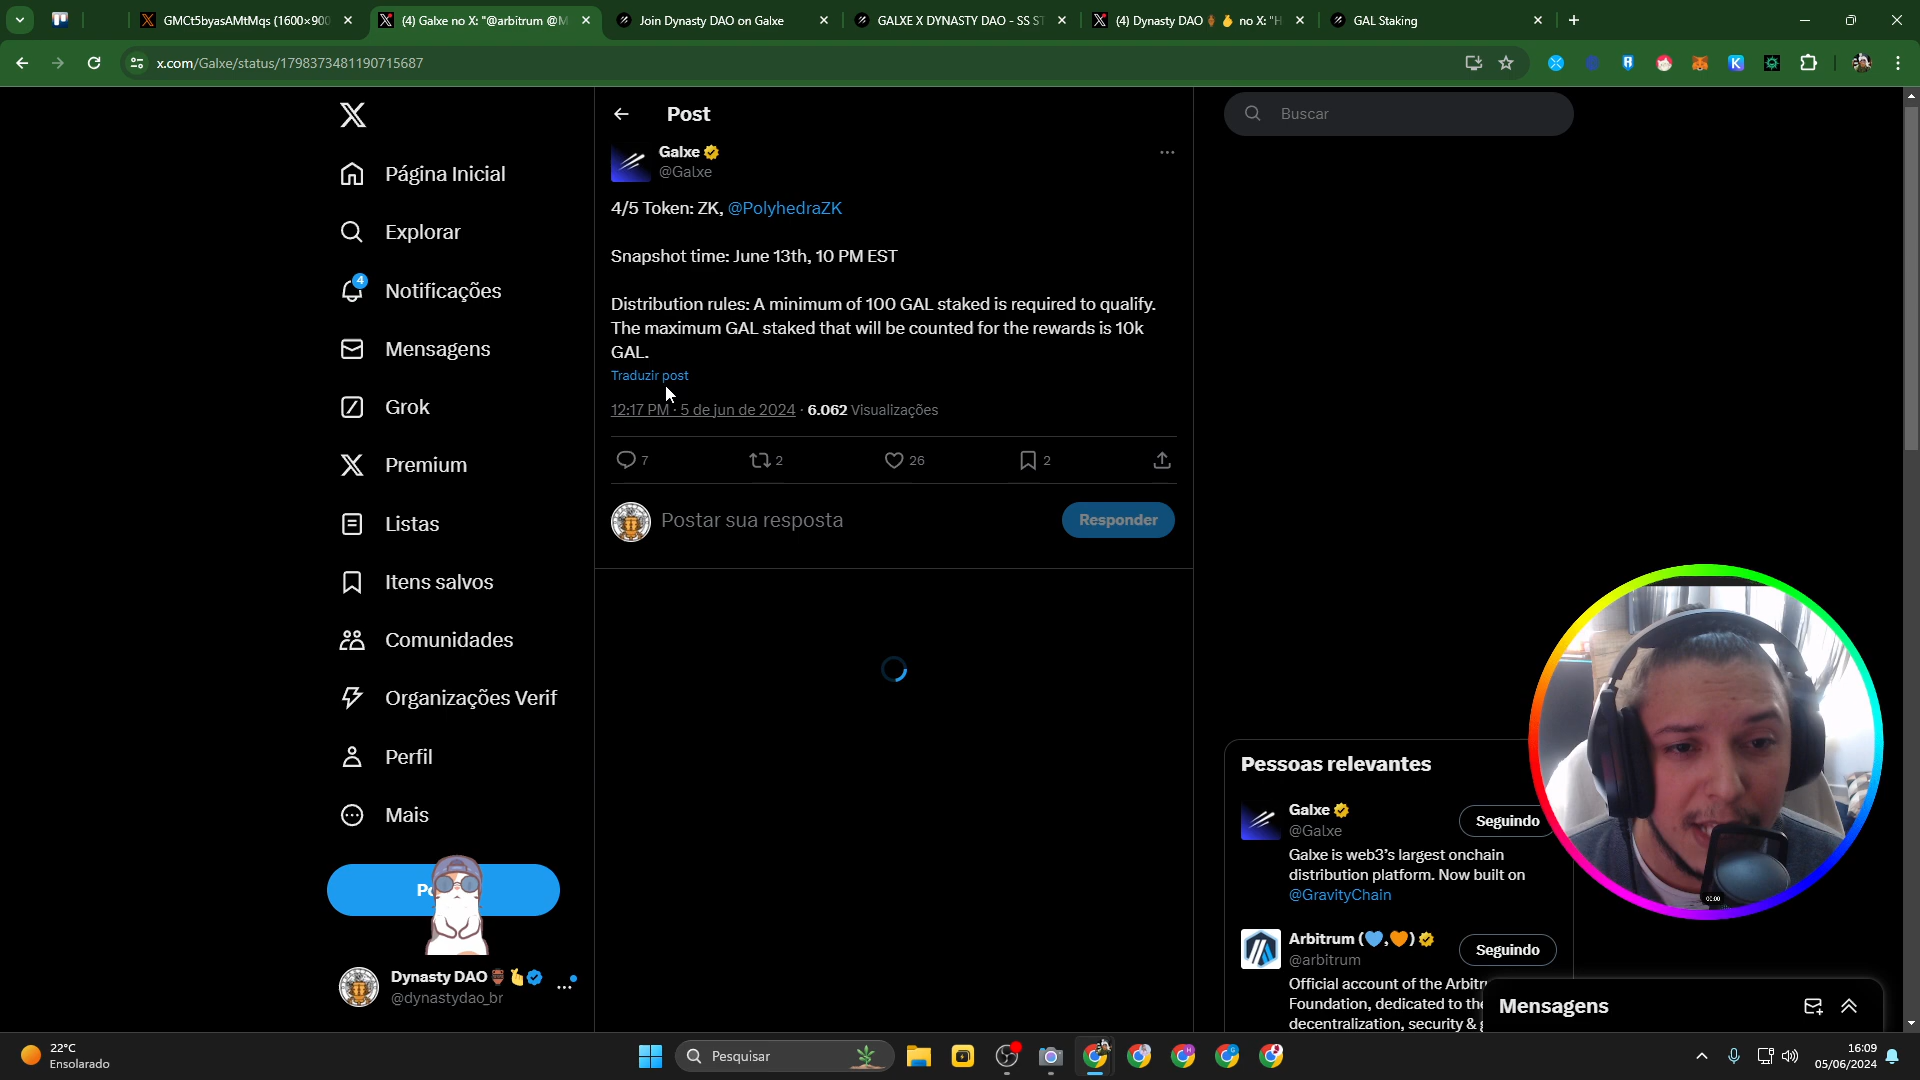 GMCt5byasAMtMqs (1600×900
(4) Galxe no X: "@arbitrum @M
Join Dynasty DAO on Galxe
GALXE X DYNASTY DAO - SS ST
(4) Dynasty DAO no X: "H
GAL Staking
x.com/Galxe/status/1798373481190715687
Post
Buscar
Galxe
@Galxe
4/5 Token: ZK, @PolyhedraZK
Snapshot time: June 13th, 10 PM EST
Distribution rules: A minimum of 100 GAL staked is required to qualify.
The maximum GAL staked that will be counted for the rewards is 10k
GAL.
Traduzir post
12:17 PM · 5 de jun de 2024 · 6.062 Visualizações
7
2
26
2
Postar sua resposta
Responder
Página Inicial
Explorar
4
Notificações
Mensagens
Grok
Premium
Listas
Itens salvos
Comunidades
Organizações Verif
Perfil
Mais
Dynasty DAO
@dynastydao_br
Pessoas relevantes
Galxe
@Galxe
Seguindo
Galxe is web3's largest onchain
distribution platform. Now built on
@GravityChain
Arbitrum
@arbitrum
Seguindo
Official account of the Arbitr
Foundation, dedicated to the
decentralization, security &
Mensagens
00:00
22°C
Ensolarado
Pesquisar
16:09
05/06/2024